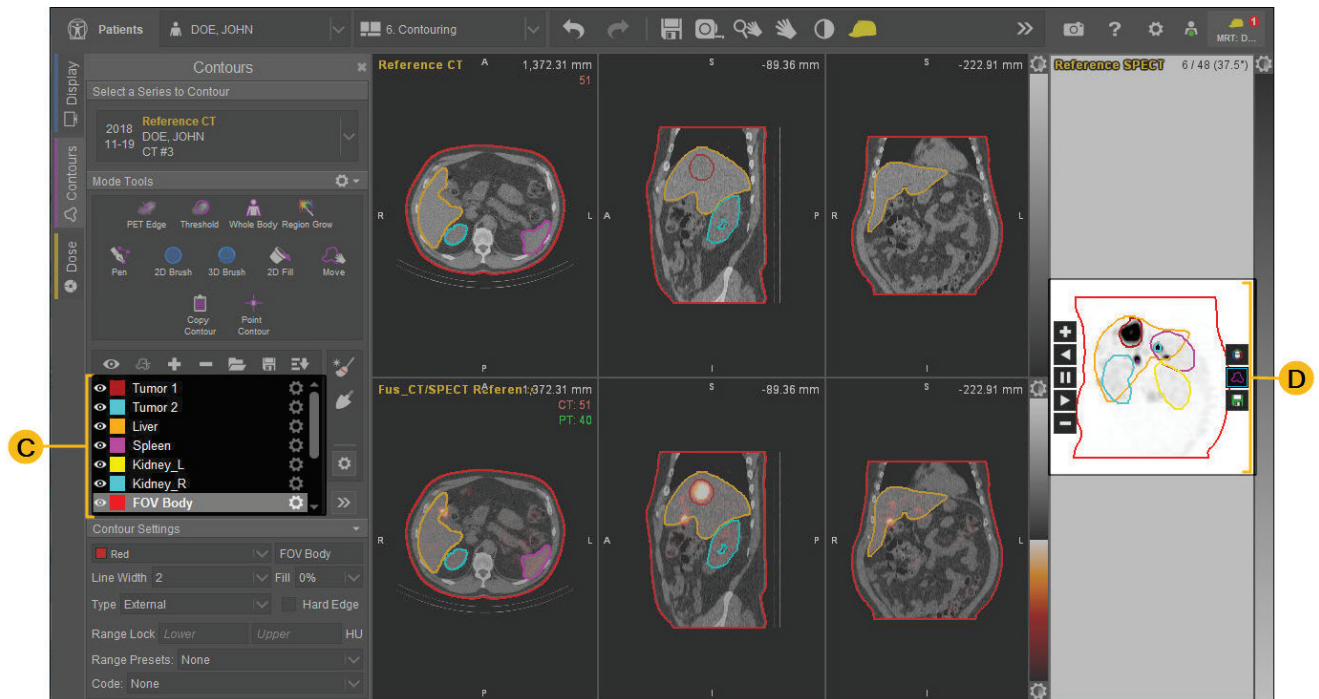 Patients
DOE, JOHN
6. Contouring
?
1
MRT: D...
Display
Contours
Dose
Contours
Select a Series to Contour
2018
11-19
Reference CT
DOE, JOHN
CT #3
Mode Tools
PET Edge Threshold Whole Body Region Grow
Pen 2D Brush 3D Brush 2D Fill Move
Copy
Contour
Point
Contour
C
Tumor 1
Tumor 2
Liver
Spleen
Kidney_L
Kidney_R
FOV Body
Contour Settings
Red FOV Body
Line Width 2 Fill 0%
Type External Hard Edge
Range Lock Lower Upper HU
Range Presets: None
Code: None
Reference CT A 1,372.31 mm
51
R L
P
S -89.36 mm
A P
I
S -222.91 mm
R L
I
Fus_CT/SPECT Referent A 1,372.31 mm
CT: 51
PT: 40
R L
P
S -89.36 mm
A P
I
S -222.91 mm
R L
I
Reference SPECT 6 / 48 (37.5°)
D